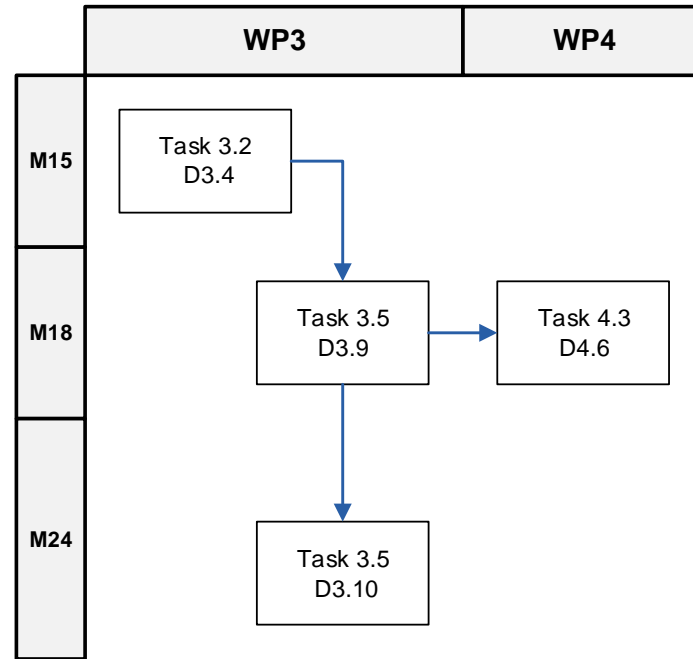 WP3
WP4
M15
Task 3.2
D3.4
M18
Task 3.5
D3.9
Task 4.3
D4.6
M24
Task 3.5
D3.10